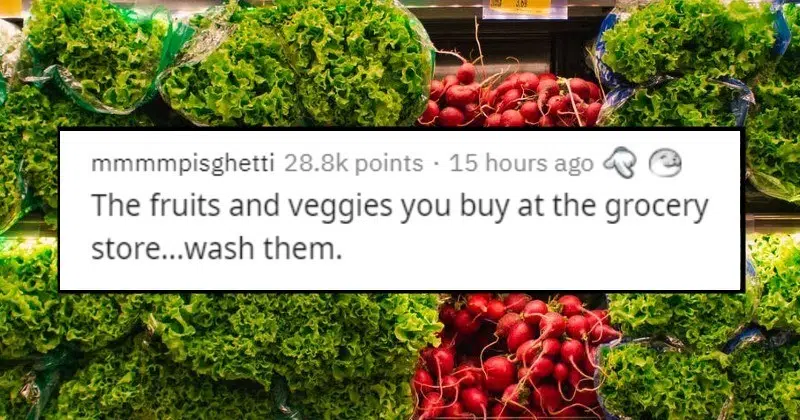 mmmmpisghetti 28.8k points · 15 hours ago
The fruits and veggies you buy at the grocery
store...wash them.